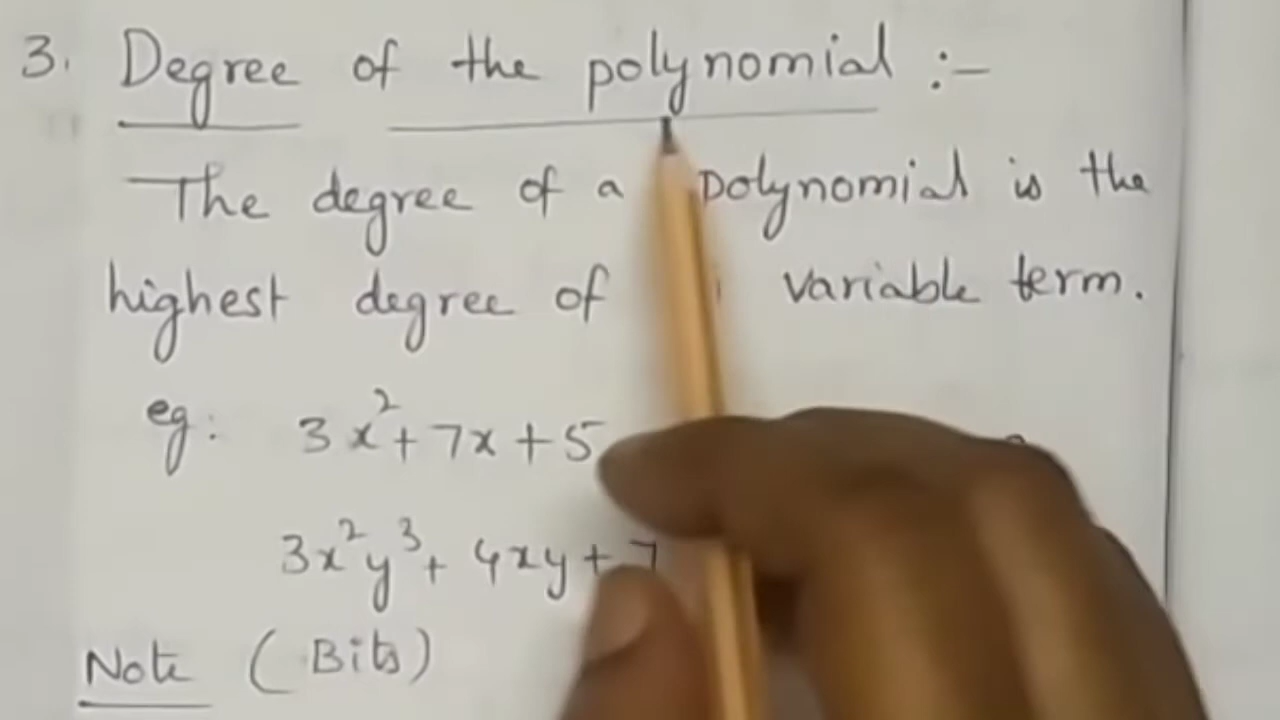 3. Degree of the polynomial :-
The degree of a polynomial is the
highest degree of variable term.
eg: 3x²+7x+5
3x²y³+ 4xy+7
Note (Bits)